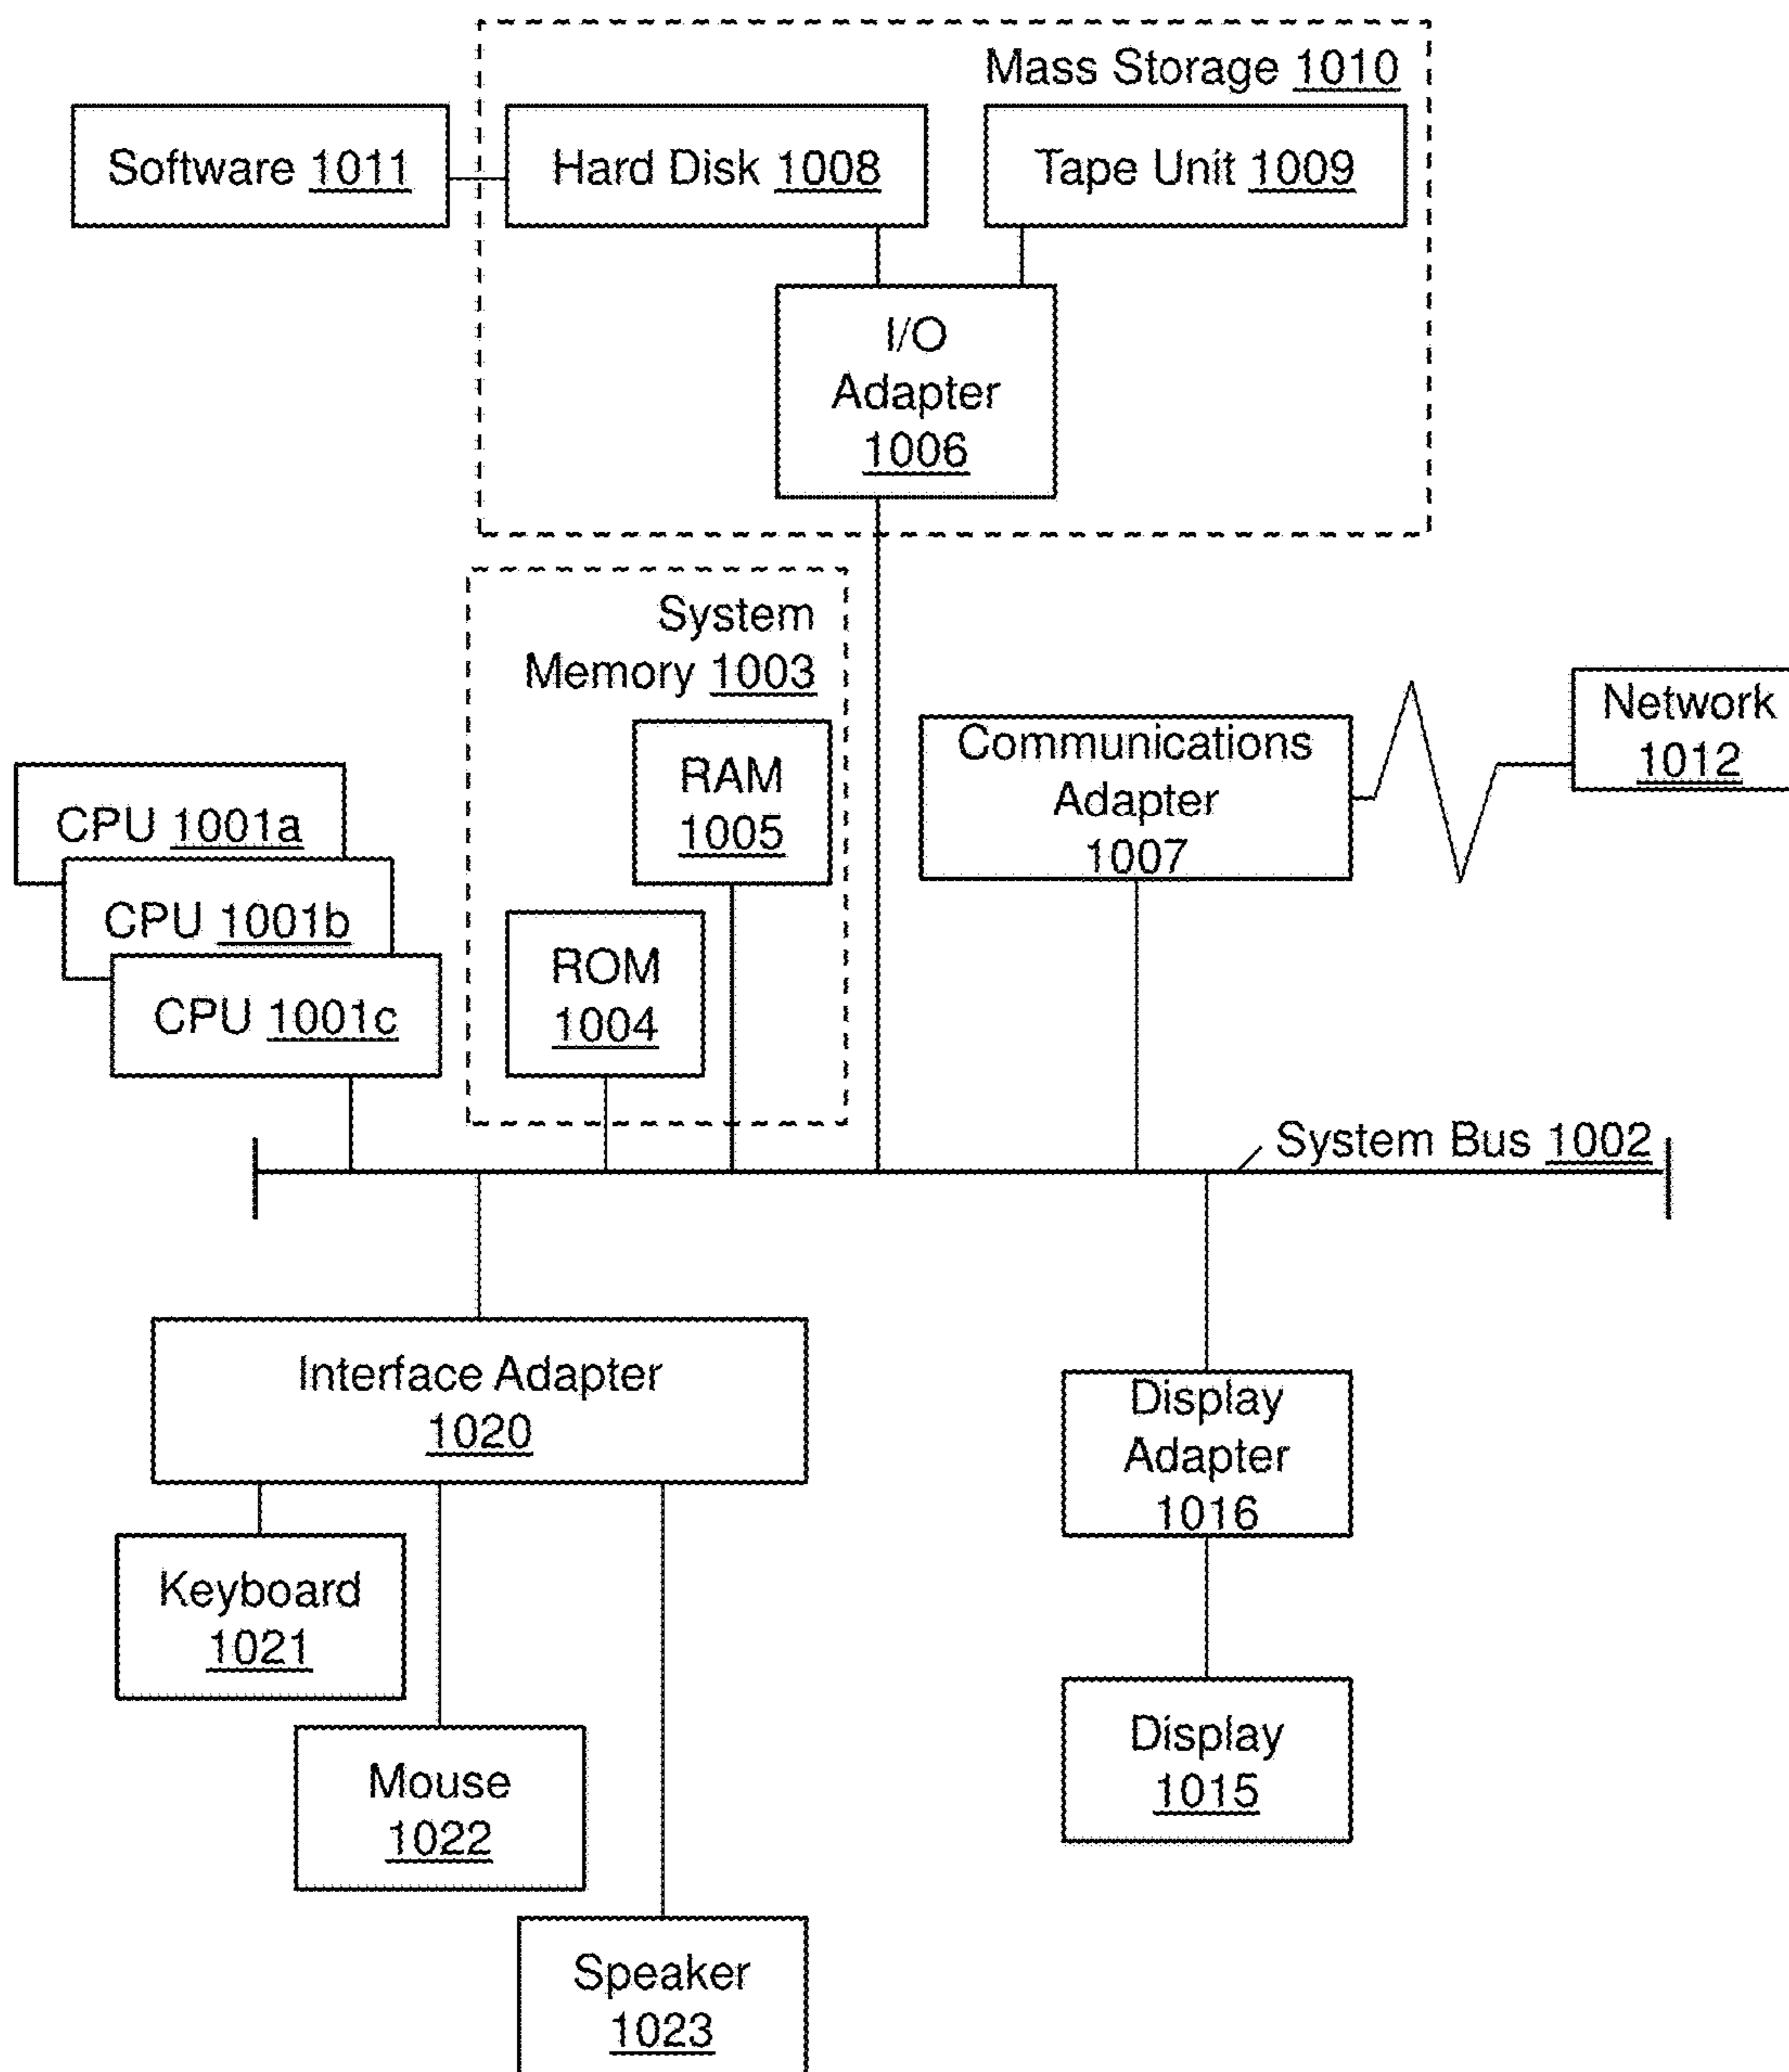 Mass Storage 1010
Software 1011
Hard Disk 1008
Tape Unit 1009
I/O
Adapter
1006
System
Memory 1003
RAM
1005
ROM
1004
Communications
Adapter
1007
Network
1012
CPU 1001a
CPU 1001b
CPU 1001c
System Bus 1002
Interface Adapter
1020
Display
Adapter
1016
Keyboard
1021
Mouse
1022
Display
1015
Speaker
1023